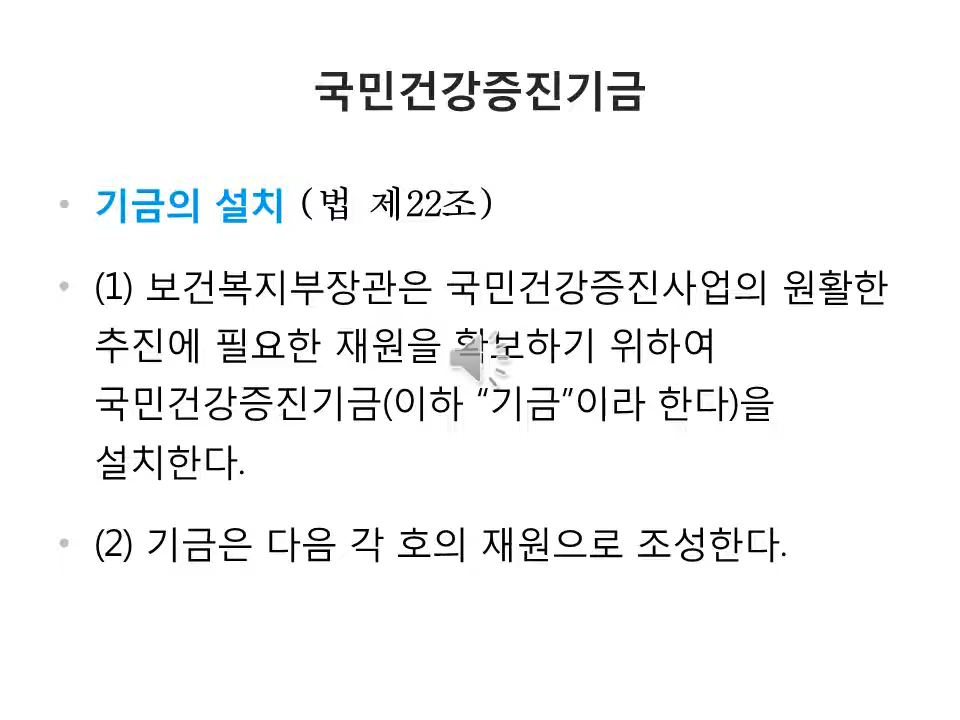 국민건강증진기금
• 기금의 설치 (법 제22조)
• (1) 보건복지부장관은 국민건강증진사업의 원활한
추진에 필요한 재원을 확보하기 위하여
국민건강증진기금(이하 “기금”이라 한다)을
설치한다.
• (2) 기금은 다음 각 호의 재원으로 조성한다.